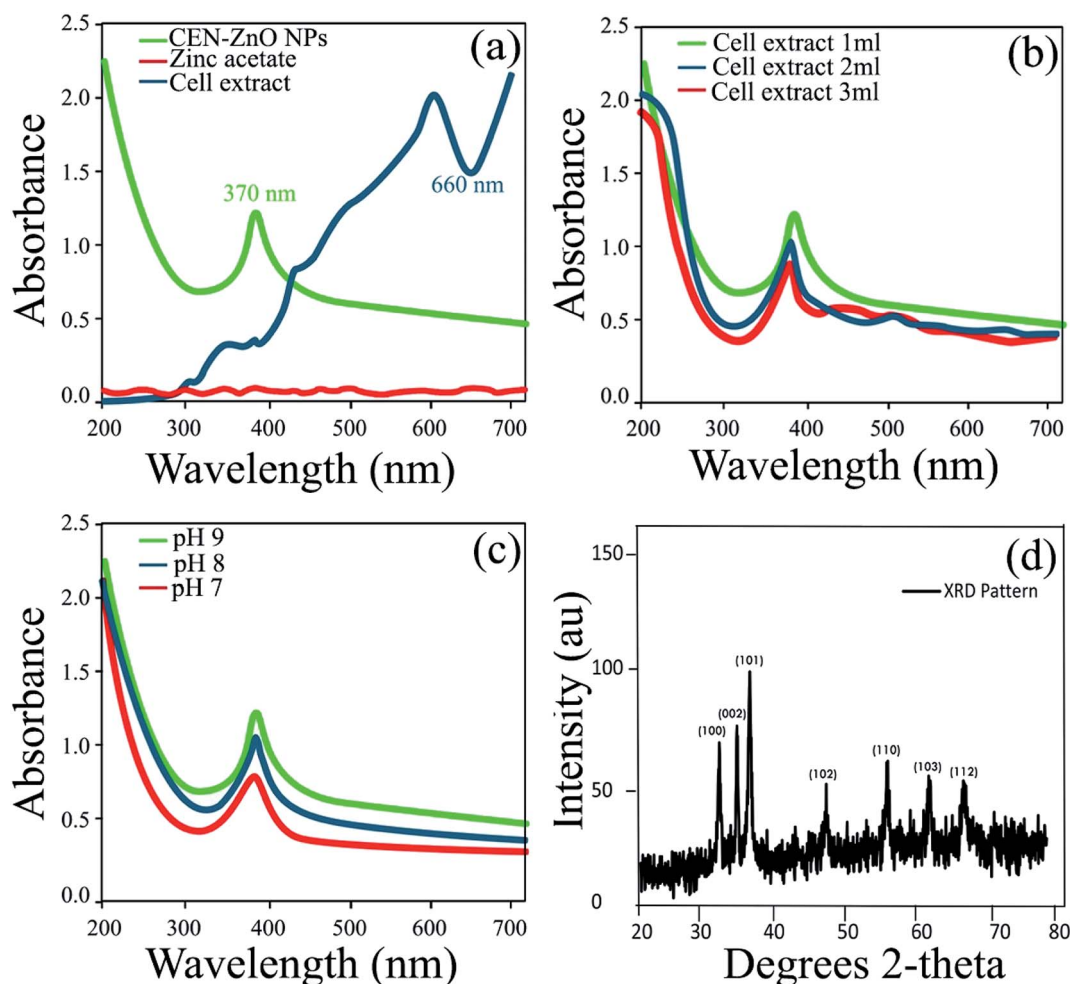 (a)
CEN-ZnO NPs
Zinc acetate
Cell extract
370 nm
660 nm
Absorbance
2.5
2.0
1.5
1.0
0.5
0.0
200 300 400 500 600 700
Wavelength (nm)
(b)
Cell extract 1ml
Cell extract 2ml
Cell extract 3ml
Absorbance
2.5
2.0
1.5
1.0
0.5
0.0
200 300 400 500 600 700
Wavelength (nm)
(c)
pH 9
pH 8
pH 7
Absorbance
2.5
2.0
1.5
1.0
0.5
0.0
200 300 400 500 600 700
Wavelength (nm)
(d)
XRD Pattern
Intensity (au)
150
100
50
0
(100)
(002)
(101)
(102)
(110)
(103)
(112)
20 30 40 50 60 70 80
Degrees 2-theta